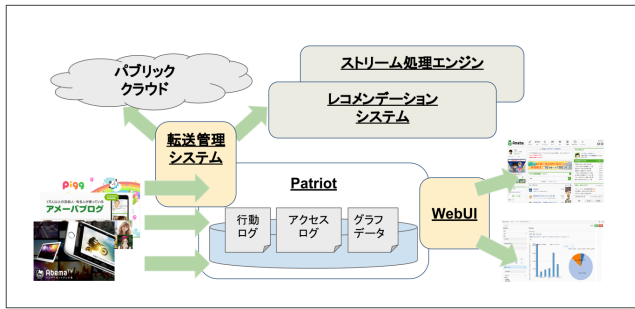 ストリーム処理エンジン
パブリック
クラウド
レコメンデーション
システム
転送管理
システム
Pigg
アメーバブログ
AbemaTV
Patriot
行動
ログ
アクセス
ログ
グラフ
データ
WebUI
Ameba